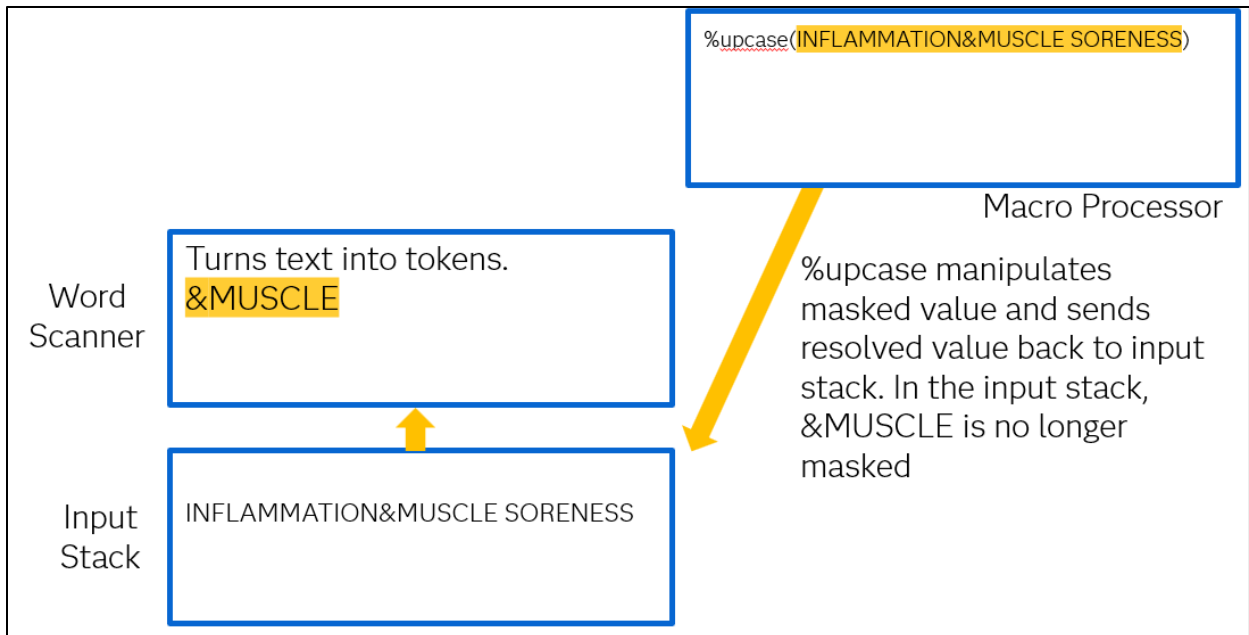 %upcase(INFLAMMATION&MUSCLE SORENESS)
Macro Processor
%upcase manipulates
masked value and sends
resolved value back to input
stack. In the input stack,
&MUSCLE is no longer
masked
Word
Scanner
Turns text into tokens.
&MUSCLE
Input
Stack
INFLAMMATION&MUSCLE SORENESS